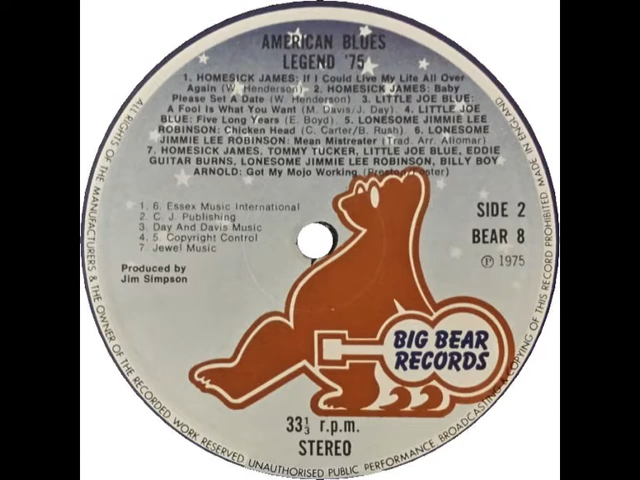 AMERICAN BLUES
LEGEND '75
1. HOMESICK JAMES: If I Could Live My Life All Over
Again (W. Henderson) 2. HOMESICK JAMES: Baby
Please Set A Date (W. Henderson) 3. LITTLE JOE BLUE:
A Fool Is What You Want (M. Davis/J. Day) 4. LITTLE JOE
BLUE: Five Long Years (E. Boyd) 5. LONESOME JIMMIE LEE
ROBINSON: Chicken Head (C. Carter/B. Rush) 6. LONESOME
JIMMIE LEE ROBINSON: Mean Mistreater (Trad. Arr. Allomar)
7. HOMESICK JAMES, TOMMY TUCKER, LITTLE JOE BLUE, EDDIE
GUITAR BURNS, LONESOME JIMMIE LEE ROBINSON, BILLY BOY
ARNOLD: Got My Mojo Working (Preston/Foster)
1. 6. Essex Music International
2. C. J. Publishing
3. Day And Davis Music
4. 5. Copyright Control
7 Jewel Music
Produced by
Jim Simpson
SIDE 2
BEAR 8
℗ 1975
BIG BEAR
RECORDS
33⅓ r.p.m.
STEREO
ALL RIGHTS OF THE MANUFACTURERS & THE OWNER OF THE RECORDED WORK RESERVED UNAUTHORISED PUBLIC PERFORMANCE, BROADCASTING & COPYING OF THIS RECORD PROHIBITED MADE IN ENGLAND